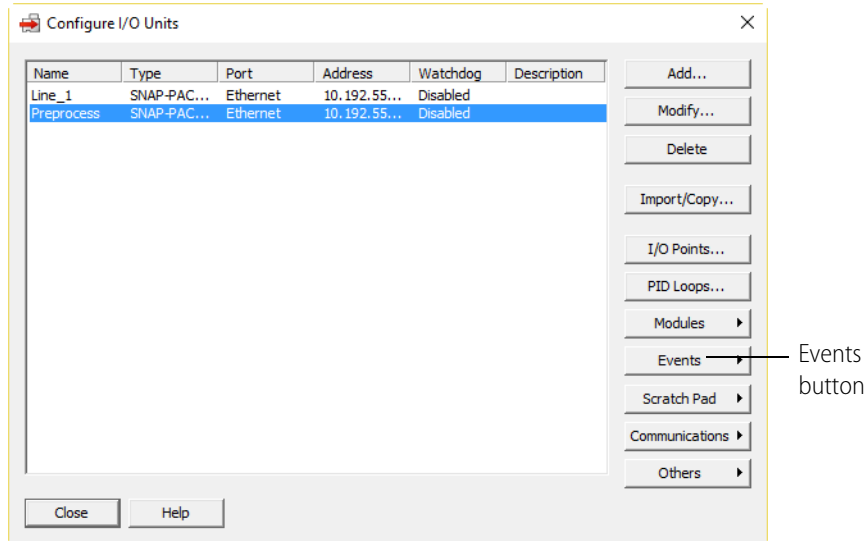 Configure I/O Units
Name Type Port Address Watchdog Description
Line_1 SNAP-PAC... Ethernet 10.192.55... Disabled
Preprocess SNAP-PAC... Ethernet 10.192.55... Disabled
Add...
Modify...
Delete
Import/Copy...
I/O Points...
PID Loops...
Modules
Events
Scratch Pad
Communications
Others
Close
Help
Events
button